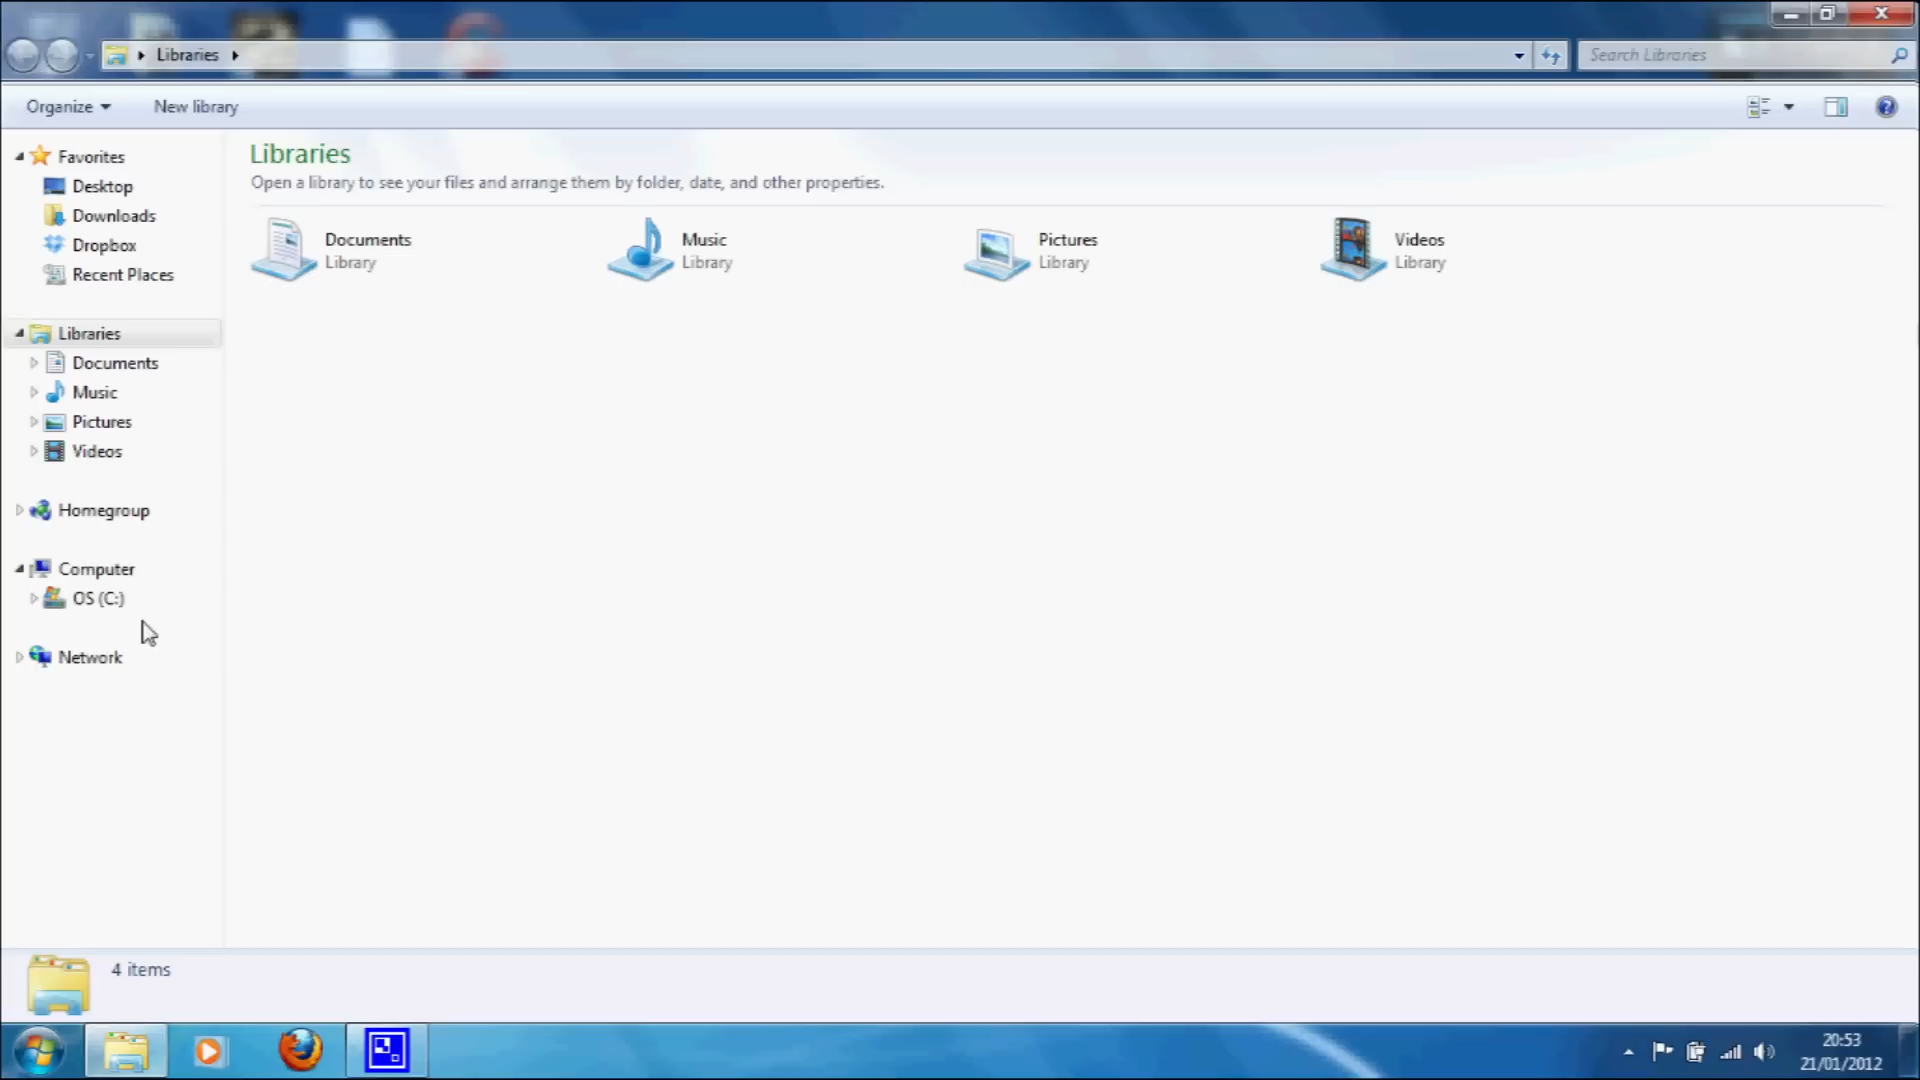 Libraries
Search Libraries
Organize
New library
Favorites
Desktop
Downloads
Dropbox
Recent Places
Libraries
Documents
Music
Pictures
Videos
Homegroup
Computer
OS (C:)
Network
Libraries
Open a library to see your files and arrange them by folder, date, and other properties.
Documents
Library
Music
Library
Pictures
Library
Videos
Library
4 items
20:53
21/01/2012